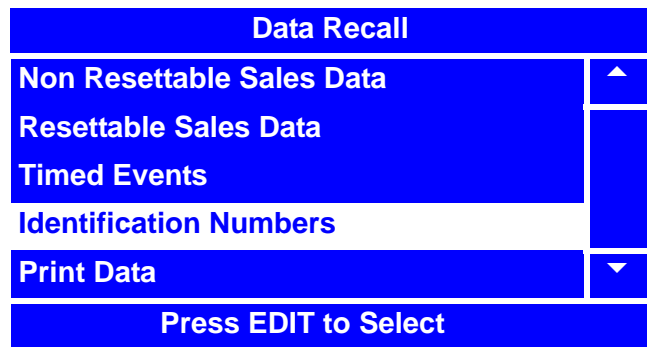 Data Recall
Non Resettable Sales Data
Resettable Sales Data
Timed Events
Identification Numbers
Print Data
Press EDIT to Select